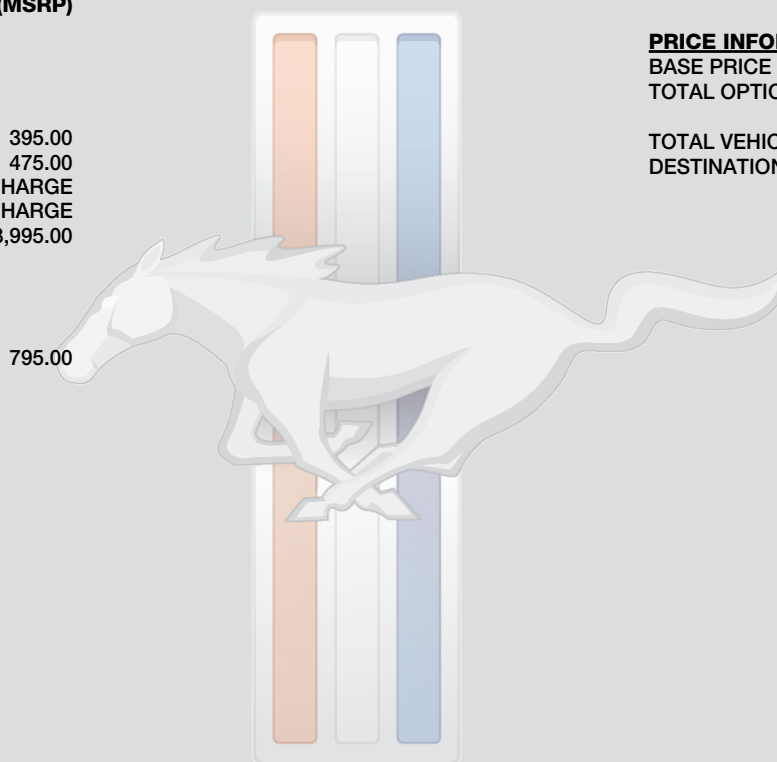 (MSRP)
395.00
475.00
HARGE
HARGE
,995.00
795.00
PRICE INFO
BASE PRICE
TOTAL OPTIO
TOTAL VEHIC
DESTINATION